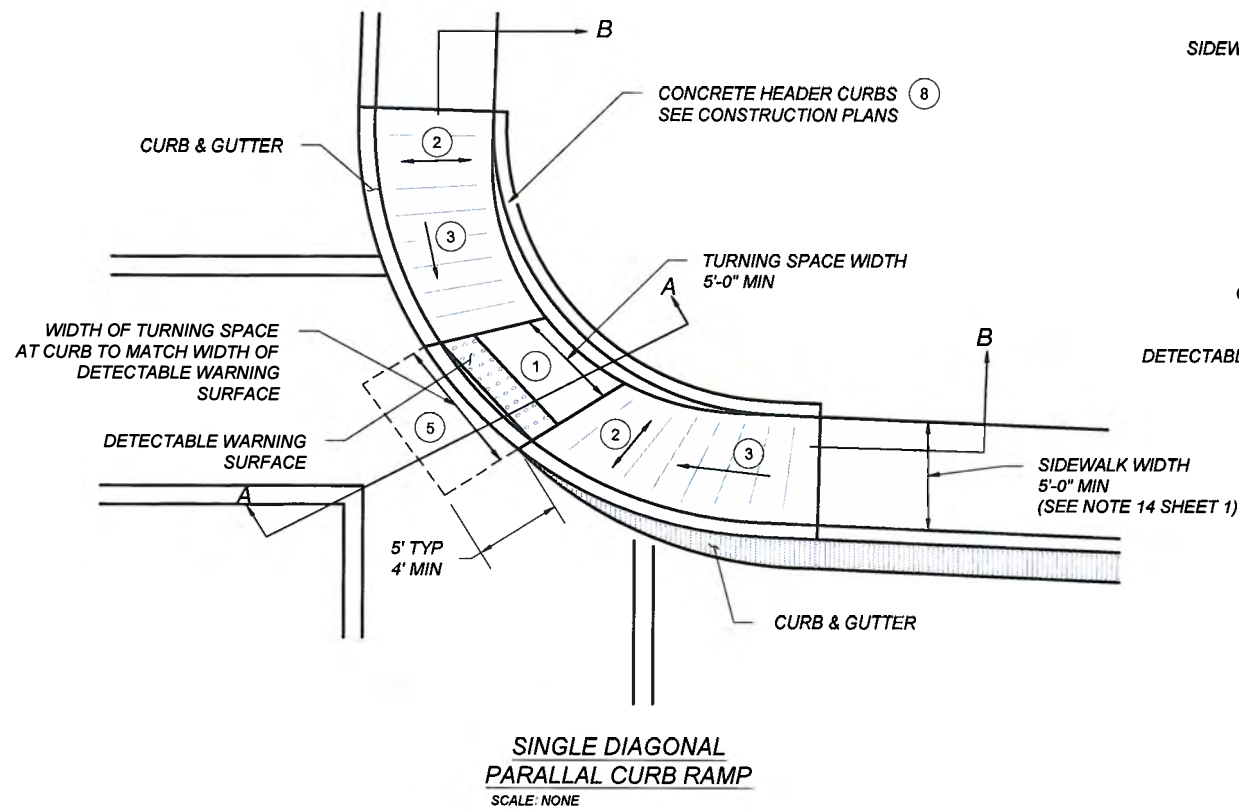 B
SIDEW
CONCRETE HEADER CURBS 8
SEE CONSTRUCTION PLANS
CURB & GUTTER
2
3
TURNING SPACE WIDTH
5'-0" MIN
A
WIDTH OF TURNING SPACE
AT CURB TO MATCH WIDTH OF
DETECTABLE WARNING
SURFACE
1
B
DETECTABLE
5
2
3
DETECTABLE WARNING
SURFACE
SIDEWALK WIDTH
5'-0" MIN
(SEE NOTE 14 SHEET 1)
A
5' TYP
4' MIN
CURB & GUTTER
SINGLE DIAGONAL
PARALLAL CURB RAMP
SCALE: NONE